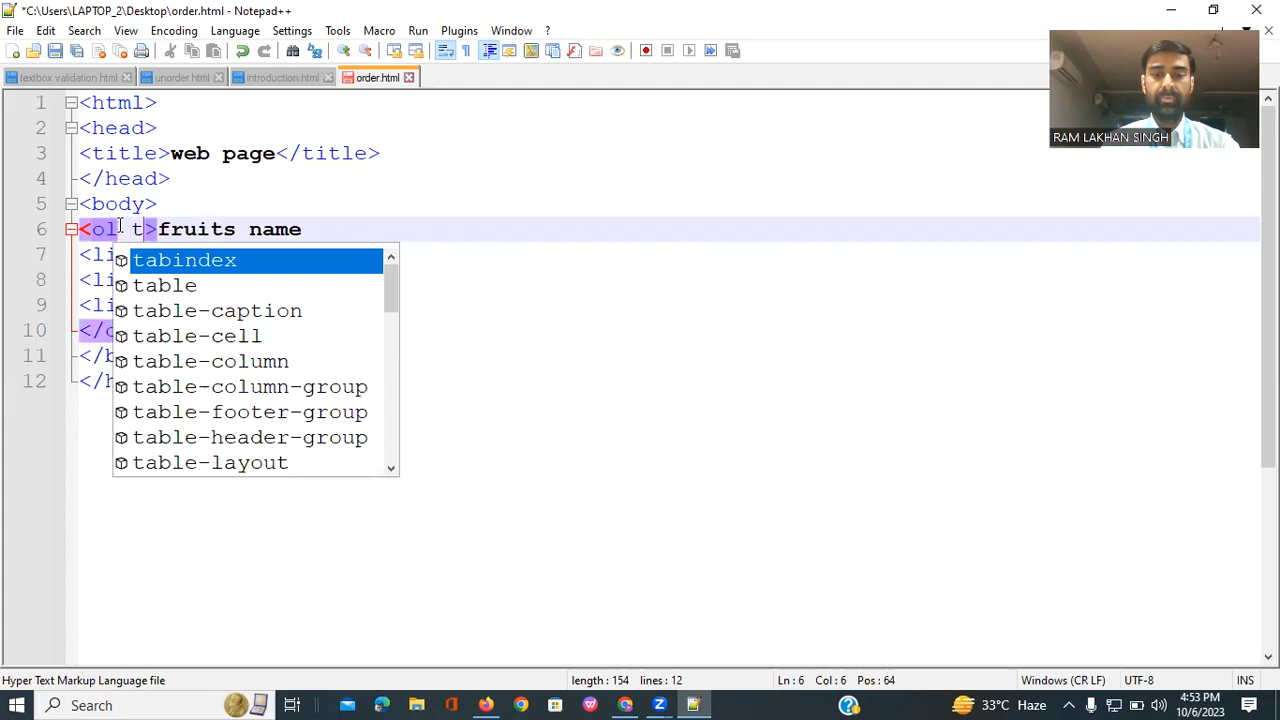 *C:\Users\LAPTOP_2\Desktop\order.html - Notepad++
File Edit Search View Encoding Language Settings Tools Macro Run Plugins Window ?
textbox validation.html unorder.html introduction.html order.html
RAM LAKHAN SINGH
1 <html>
2 <head>
3 <title>web page</title>
4 </head>
5 <body>
6 <ol t>fruits name
7 <li
8 <li
9 <li
10 </o
11 </b
12 </h
tabindex
table
table-caption
table-cell
table-column
table-column-group
table-footer-group
table-header-group
table-layout
Hyper Text Markup Language file length : 154 lines : 12 Ln : 6 Col : 6 Pos : 64 Windows (CR LF) UTF-8 INS
Search 33°C Haze 4:53 PM
10/6/2023